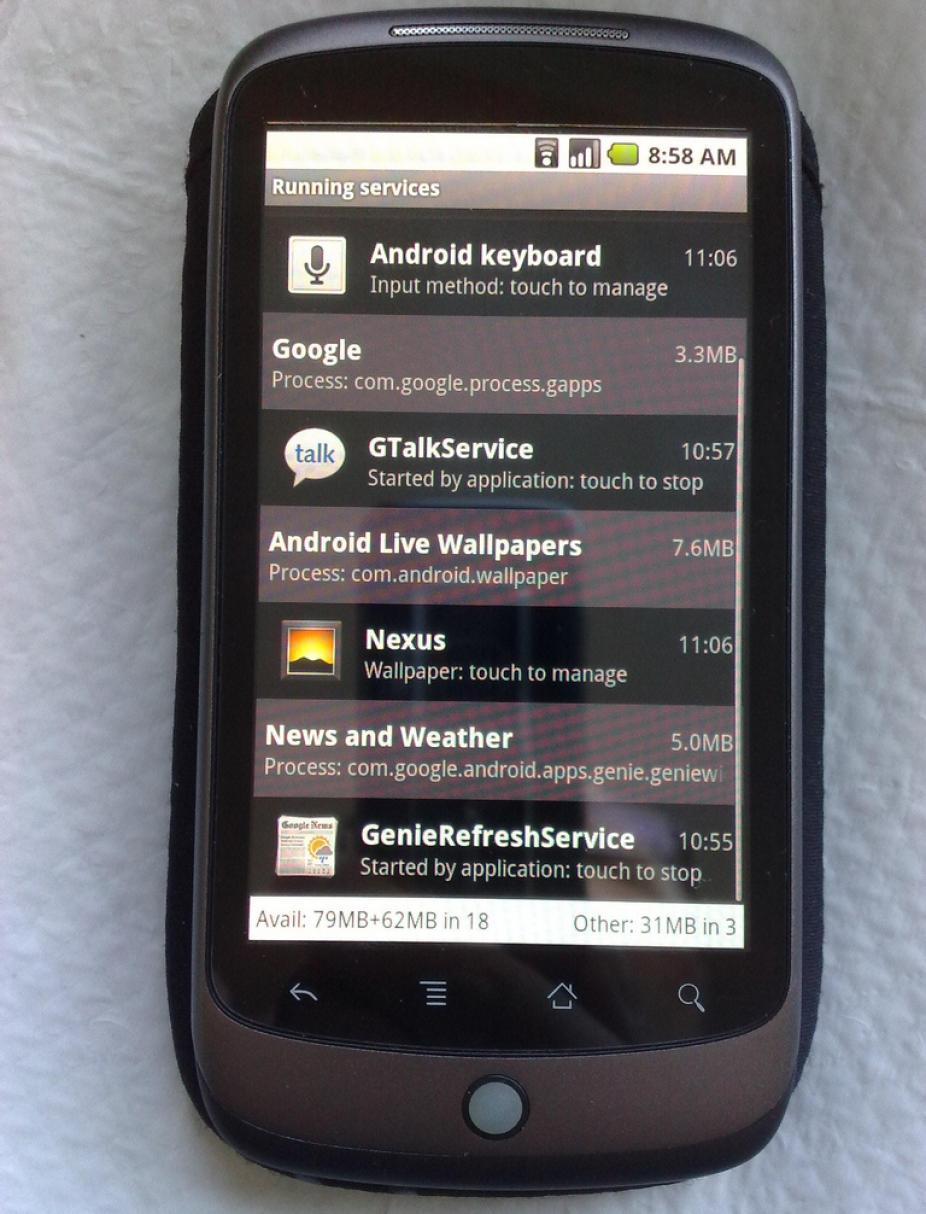 8:58 AM
Running services
Android keyboard 11:06
Input method: touch to manage
Google 3.3MB
Process: com.google.process.gapps
talk GTalkService 10:57
Started by application: touch to stop
Android Live Wallpapers 7.6MB
Process: com.android.wallpaper
Nexus 11:06
Wallpaper: touch to manage
News and Weather 5.0MB
Process: com.google.android.apps.genie.geniewi
Google News
GenieRefreshService 10:55
Started by application: touch to stop
Avail: 79MB+62MB in 18 Other: 31MB in 3